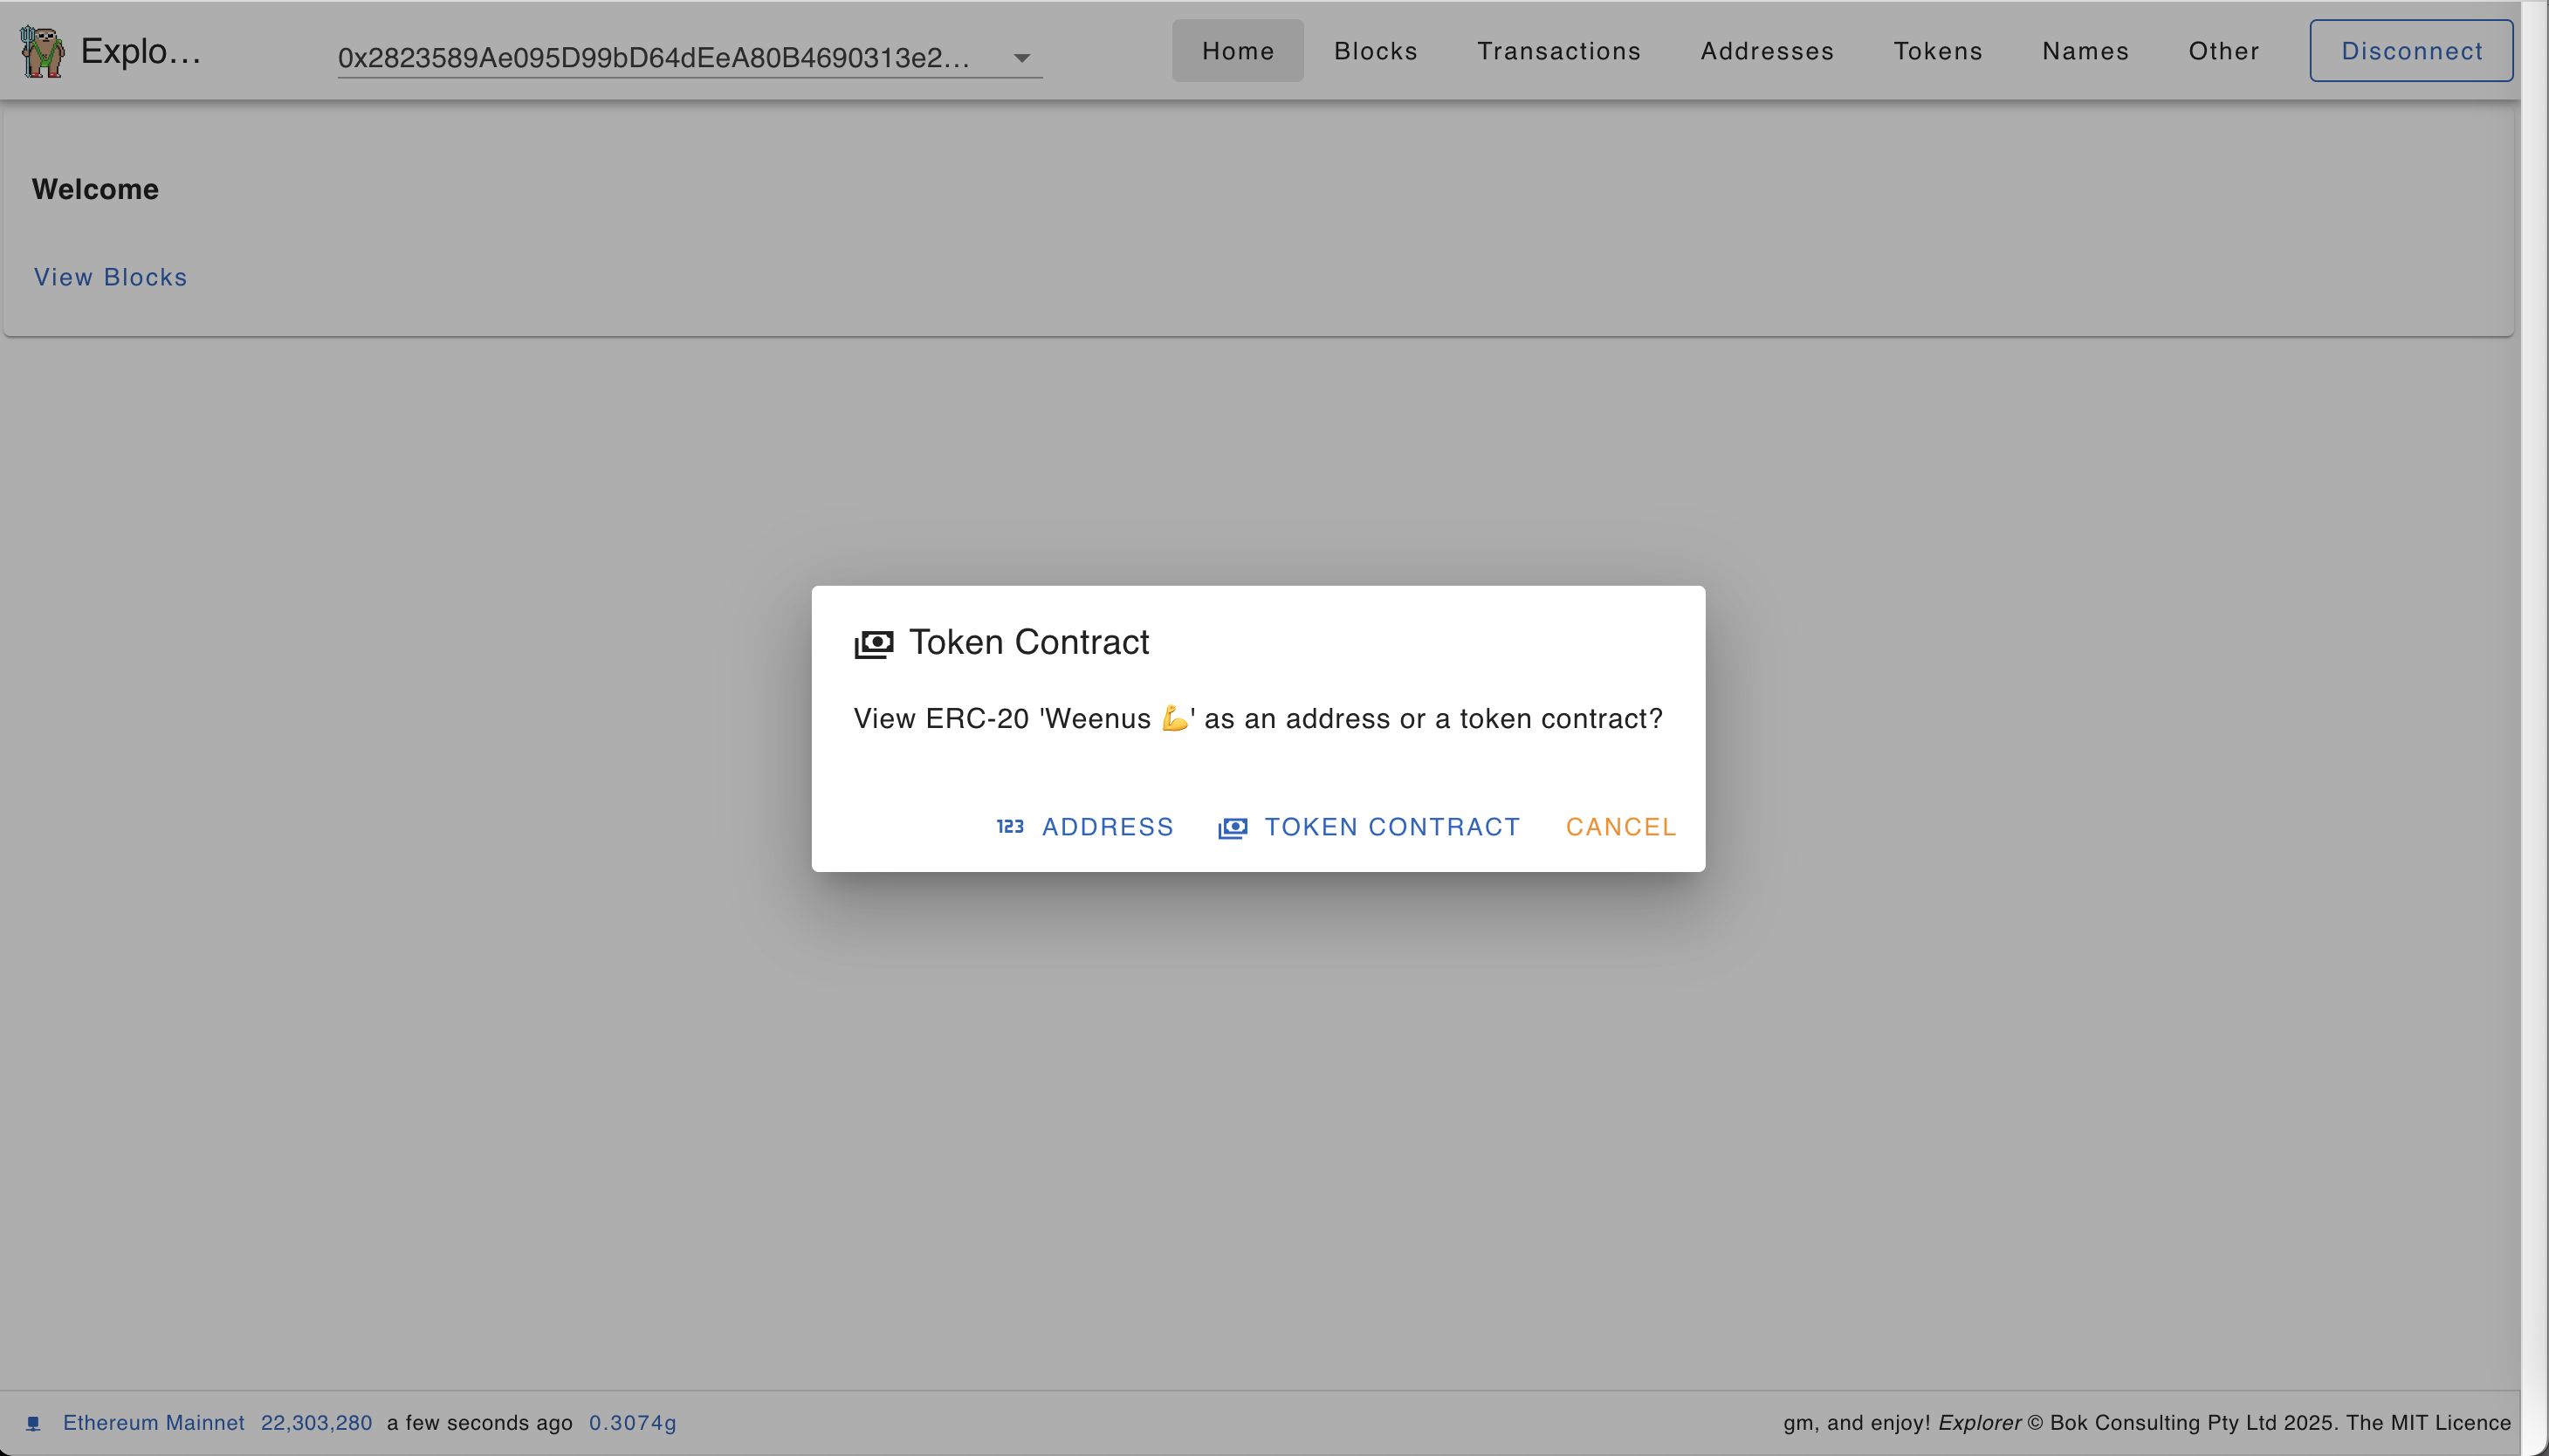 Explo...
0x2823589Ae095D99bD64dEeA80B4690313e2...
Home Blocks Transactions Addresses Tokens Names Other Disconnect
Welcome
View Blocks
Token Contract
View ERC-20 'Weenus 💪' as an address or a token contract?
123 ADDRESS TOKEN CONTRACT CANCEL
Ethereum Mainnet 22,303,280 a few seconds ago 0.3074g
gm, and enjoy! Explorer © Bok Consulting Pty Ltd 2025. The MIT Licence